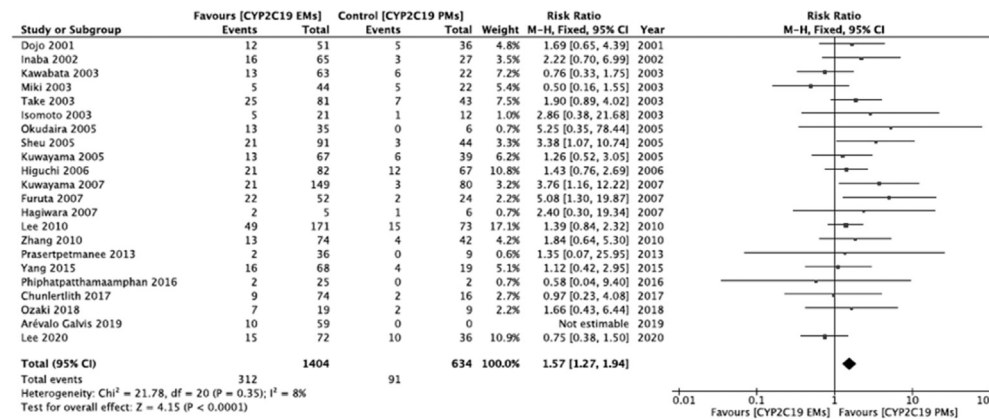 Favours [CYP2C19 EMs] Control [CYP2C19 PMs] Risk Ratio Risk Ratio
Study or Subgroup Events Total Events Total Weight M-H, Fixed, 95% CI Year M-H, Fixed, 95% CI
Dojo 2001 12 51 5 36 4.8% 1.69 [0.65, 4.39] 2001
Inaba 2002 16 65 3 27 3.5% 2.22 [0.70, 6.99] 2002
Kawabata 2003 13 63 6 22 7.2% 0.76 [0.33, 1.75] 2003
Miki 2003 5 44 5 22 5.4% 0.50 [0.16, 1.55] 2003
Take 2003 25 81 7 43 7.4% 1.90 [0.89, 4.02] 2003
Isomoto 2003 5 21 1 12 1.0% 2.86 [0.38, 21.68] 2003
Okudaira 2005 13 35 0 6 0.7% 5.25 [0.35, 78.44] 2005
Sheu 2005 21 91 3 44 3.3% 3.38 [1.07, 10.74] 2005
Kuwayama 2005 13 67 6 39 6.2% 1.26 [0.52, 3.05] 2005
Higuchi 2006 21 82 12 67 10.8% 1.43 [0.76, 2.69] 2006
Kuwayama 2007 21 149 3 80 3.2% 3.76 [1.16, 12.22] 2007
Furuta 2007 22 52 2 24 2.2% 5.08 [1.30, 19.87] 2007
Hagiwara 2007 2 5 1 6 0.7% 2.40 [0.30, 19.34] 2007
Lee 2010 49 171 15 73 17.1% 1.39 [0.84, 2.32] 2010
Zhang 2010 13 74 4 42 4.2% 1.84 [0.64, 5.30] 2010
Prasertpetmanee 2013 2 36 0 9 0.6% 1.35 [0.07, 25.95] 2013
Yang 2015 16 68 4 19 5.1% 1.12 [0.42, 2.95] 2015
Phiphatpatthamaamphan 2016 2 25 0 2 0.7% 0.58 [0.04, 9.40] 2016
Chunlertlith 2017 9 74 2 16 2.7% 0.97 [0.23, 4.08] 2017
Ozaki 2018 7 19 2 9 2.2% 1.66 [0.43, 6.44] 2018
Arévalo Galvis 2019 10 59 0 0 Not estimable 2019
Lee 2020 15 72 10 36 10.9% 0.75 [0.38, 1.50] 2020
Total (95% CI) 1404 634 100.0% 1.57 [1.27, 1.94]
Total events 312 91
Heterogeneity: Chi² = 21.78, df = 20 (P = 0.35); I² = 8%
Test for overall effect: Z = 4.15 (P < 0.0001)
0.01 0.1 1 10
Favours [CYP2C19 EMs] Favours [CYP2C19 PMs]